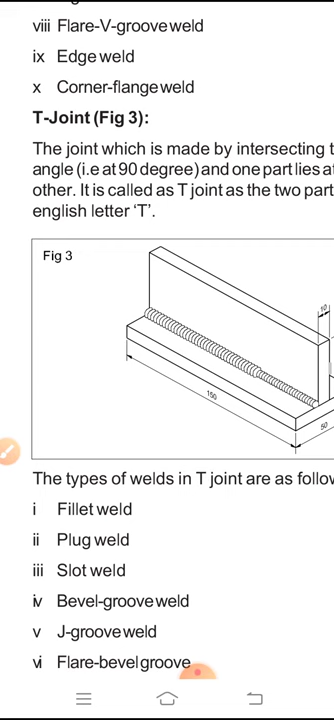 viii Flare-V-groove weld
ix Edge weld
x Corner-flange weld
T-Joint (Fig 3):
The joint which is made by intersecting
angle (i.e at 90 degree) and one part lies
other. It is called as T joint as the two part
english letter 'T'.
Fig 3
10
150
50
The types of welds in T joint are as
i Fillet weld
ii Plug weld
iii Slot weld
iv Bevel-groove weld
v J-groove weld
vi Flare-bevel groove